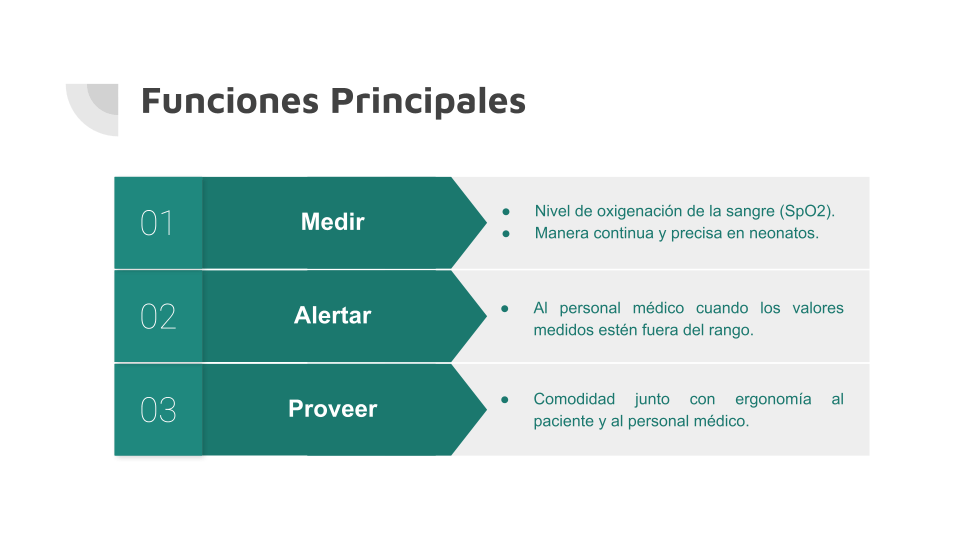 Funciones Principales
01
Medir
● Nivel de oxigenación de la sangre (SpO2).
● Manera continua y precisa en neonatos.
02
Alertar
● Al personal médico cuando los valores
medidos estén fuera del rango.
03
Proveer
● Comodidad junto con ergonomía al
paciente y al personal médico.